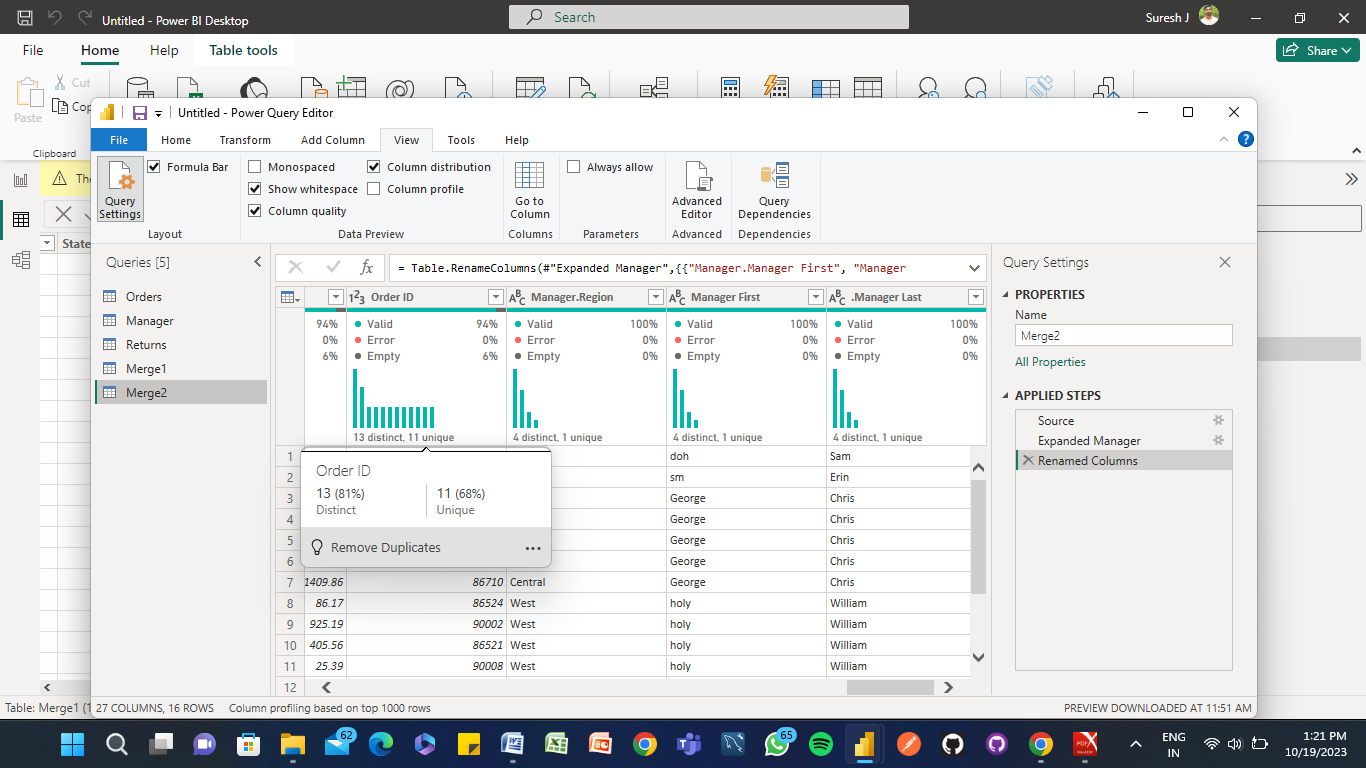 Untitled - Power BI Desktop
Search
Suresh J
File
Home
Help
Table tools
Share
Paste
Cut
Clipboard
State
Untitled - Power Query Editor
File
Home
Transform
Add Column
View
Tools
Help
Query Settings
Formula Bar
Layout
Monospaced
Show whitespace
Column quality
Column distribution
Column profile
Data Preview
Go to Column
Columns
Always allow
Parameters
Advanced Editor
Advanced
Query Dependencies
Dependencies
Queries [5]
Orders
Manager
Returns
Merge1
Merge2
fx
= Table.RenameColumns(#"Expanded Manager",{{"Manager.Manager First", "Manager
1²3 Order ID
ABC Manager.Region
ABC Manager First
ABC .Manager Last
94% Valid 94% Valid 100% Valid 100% Valid 100%
0% Error 0% Error 0% Error 0% Error 0%
6% Empty 6% Empty 0% Empty 0% Empty 0%
13 distinct, 11 unique
4 distinct, 1 unique
4 distinct, 1 unique
4 distinct, 1 unique
1 doh Sam
2 sm Erin
3 George Chris
4 George Chris
5 George Chris
6 George Chris
7 1409.86 86710 Central George Chris
8 86.17 86524 West holy William
9 925.19 90002 West holy William
10 405.56 86521 West holy William
11 25.39 90008 West holy William
12
Order ID
13 (81%) 11 (68%)
Distinct Unique
Remove Duplicates
Query Settings
PROPERTIES
Name
Merge2
All Properties
APPLIED STEPS
Source
Expanded Manager
Renamed Columns
Table: Merge1 (1
27 COLUMNS, 16 ROWS
Column profiling based on top 1000 rows
PREVIEW DOWNLOADED AT 11:51 AM
62
65
ENG
IN
1:21 PM
10/19/2023